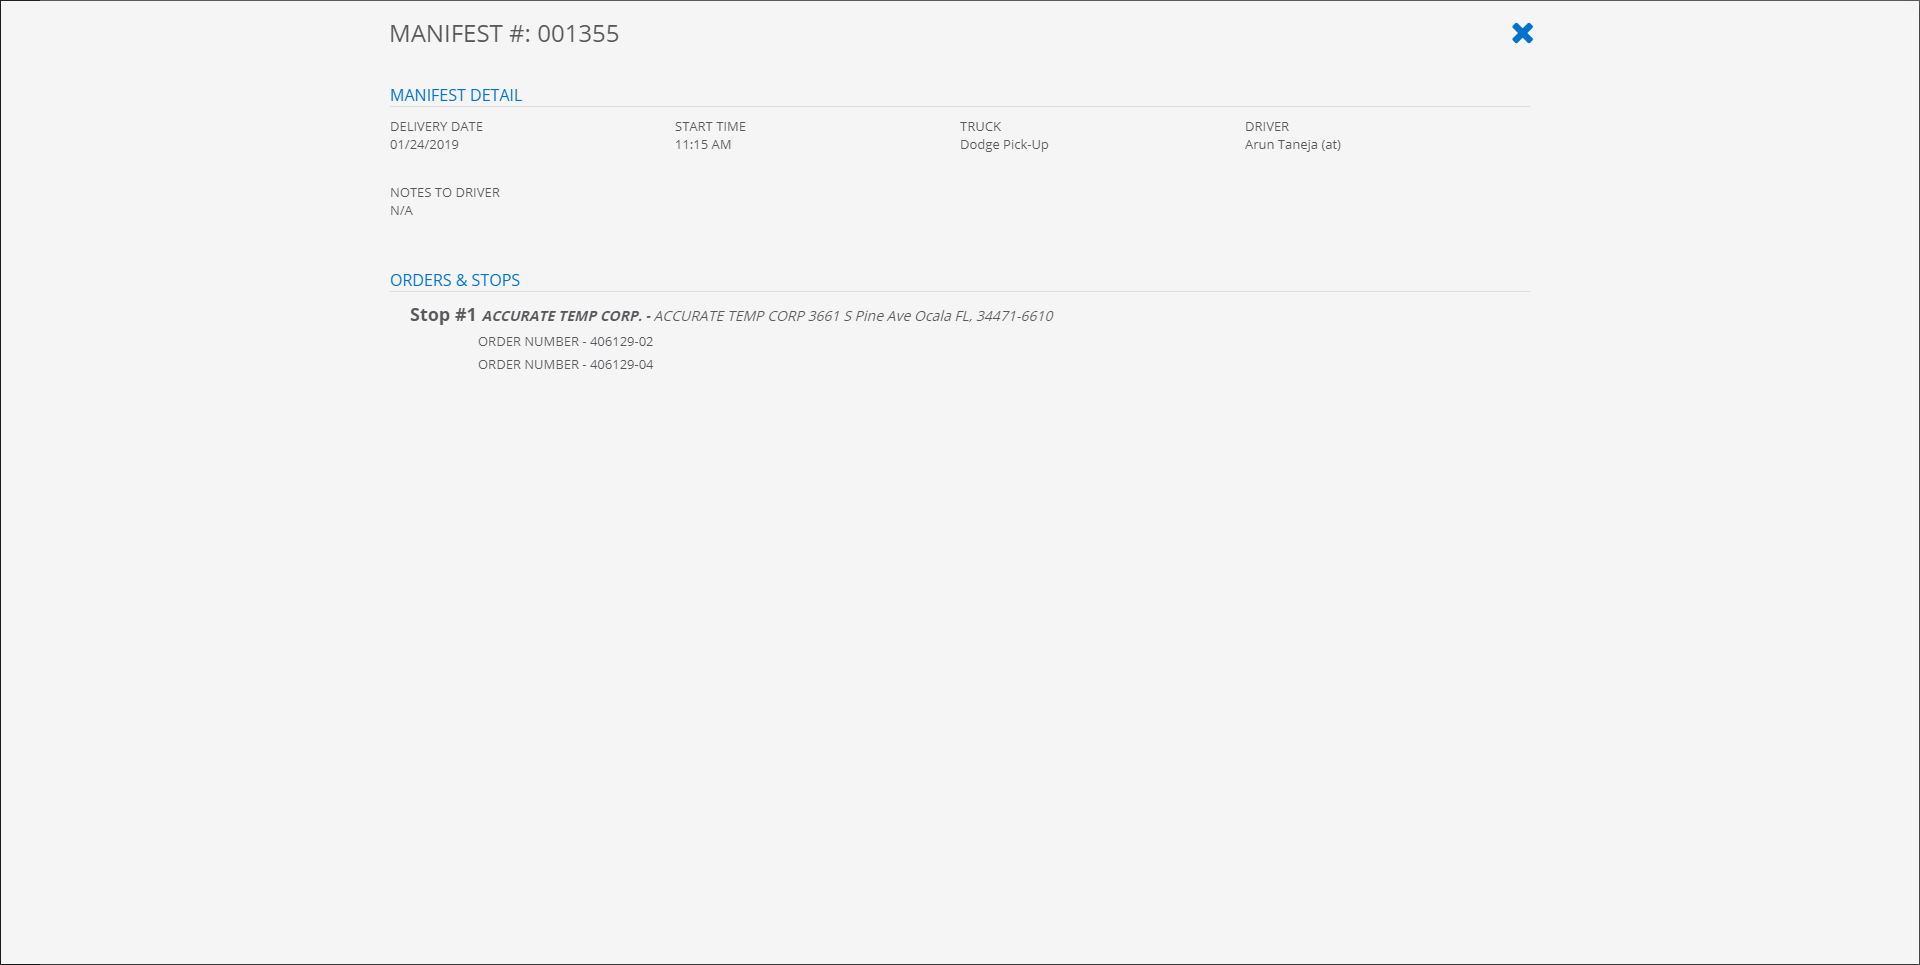 MANIFEST #: 001355
MANIFEST DETAIL
DELIVERY DATE START TIME TRUCK DRIVER
01/24/2019 11:15 AM Dodge Pick-Up Arun Taneja (at)
NOTES TO DRIVER
N/A
ORDERS & STOPS
Stop #1 ACCURATE TEMP CORP. - ACCURATE TEMP CORP 3661 S Pine Ave Ocala FL, 34471-6610
ORDER NUMBER - 406129-02
ORDER NUMBER - 406129-04